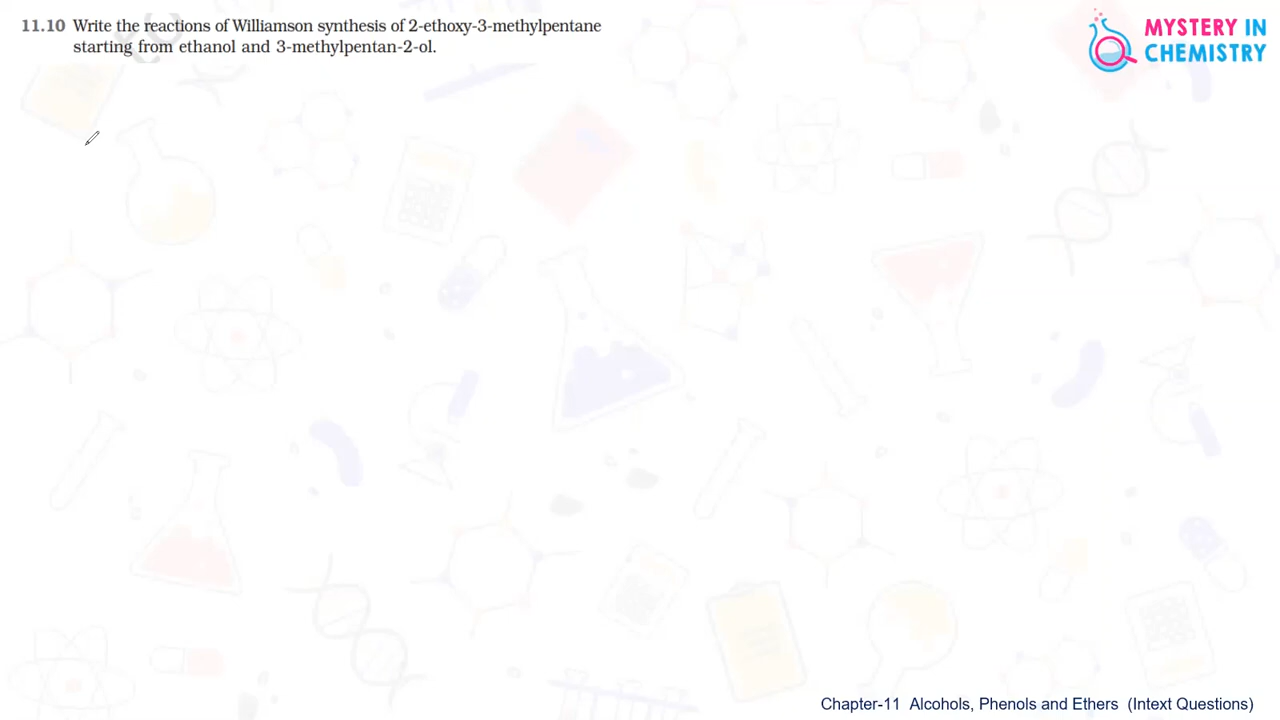 11.10 Write the reactions of Williamson synthesis of 2-ethoxy-3-methylpentane
starting from ethanol and 3-methylpentan-2-ol.
MYSTERY IN
CHEMISTRY
Chapter-11 Alcohols, Phenols and Ethers (Intext Questions)